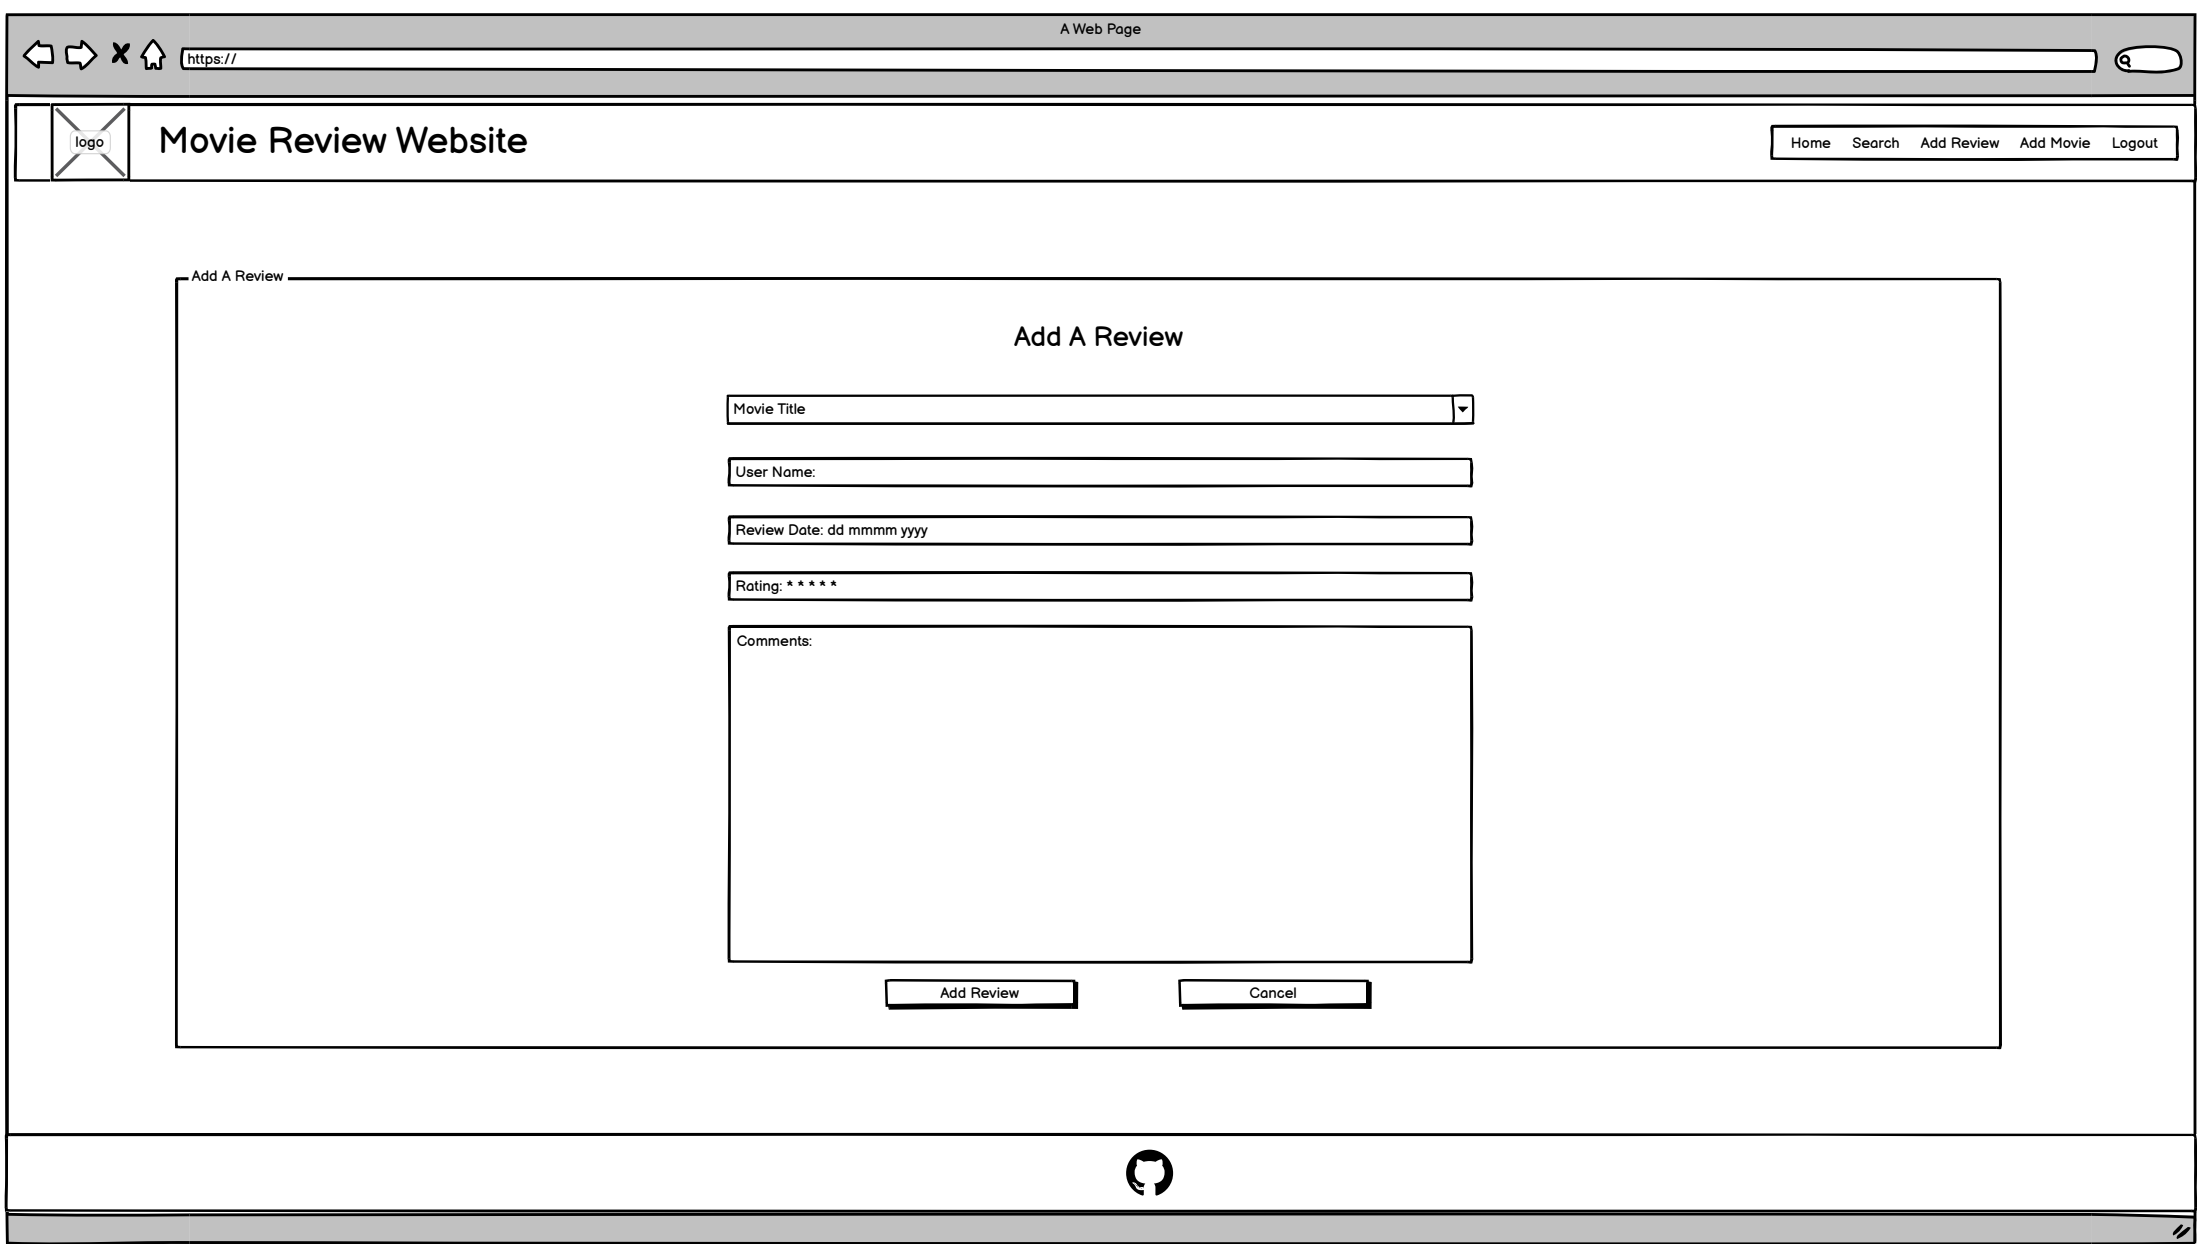 A Web Page
https://
logo
Movie Review Website
Home Search Add Review Add Movie Logout
Add A Review
Add A Review
Movie Title
User Name:
Review Date: dd mmmm yyyy
Rating: * * * * *
Comments:
Add Review Cancel